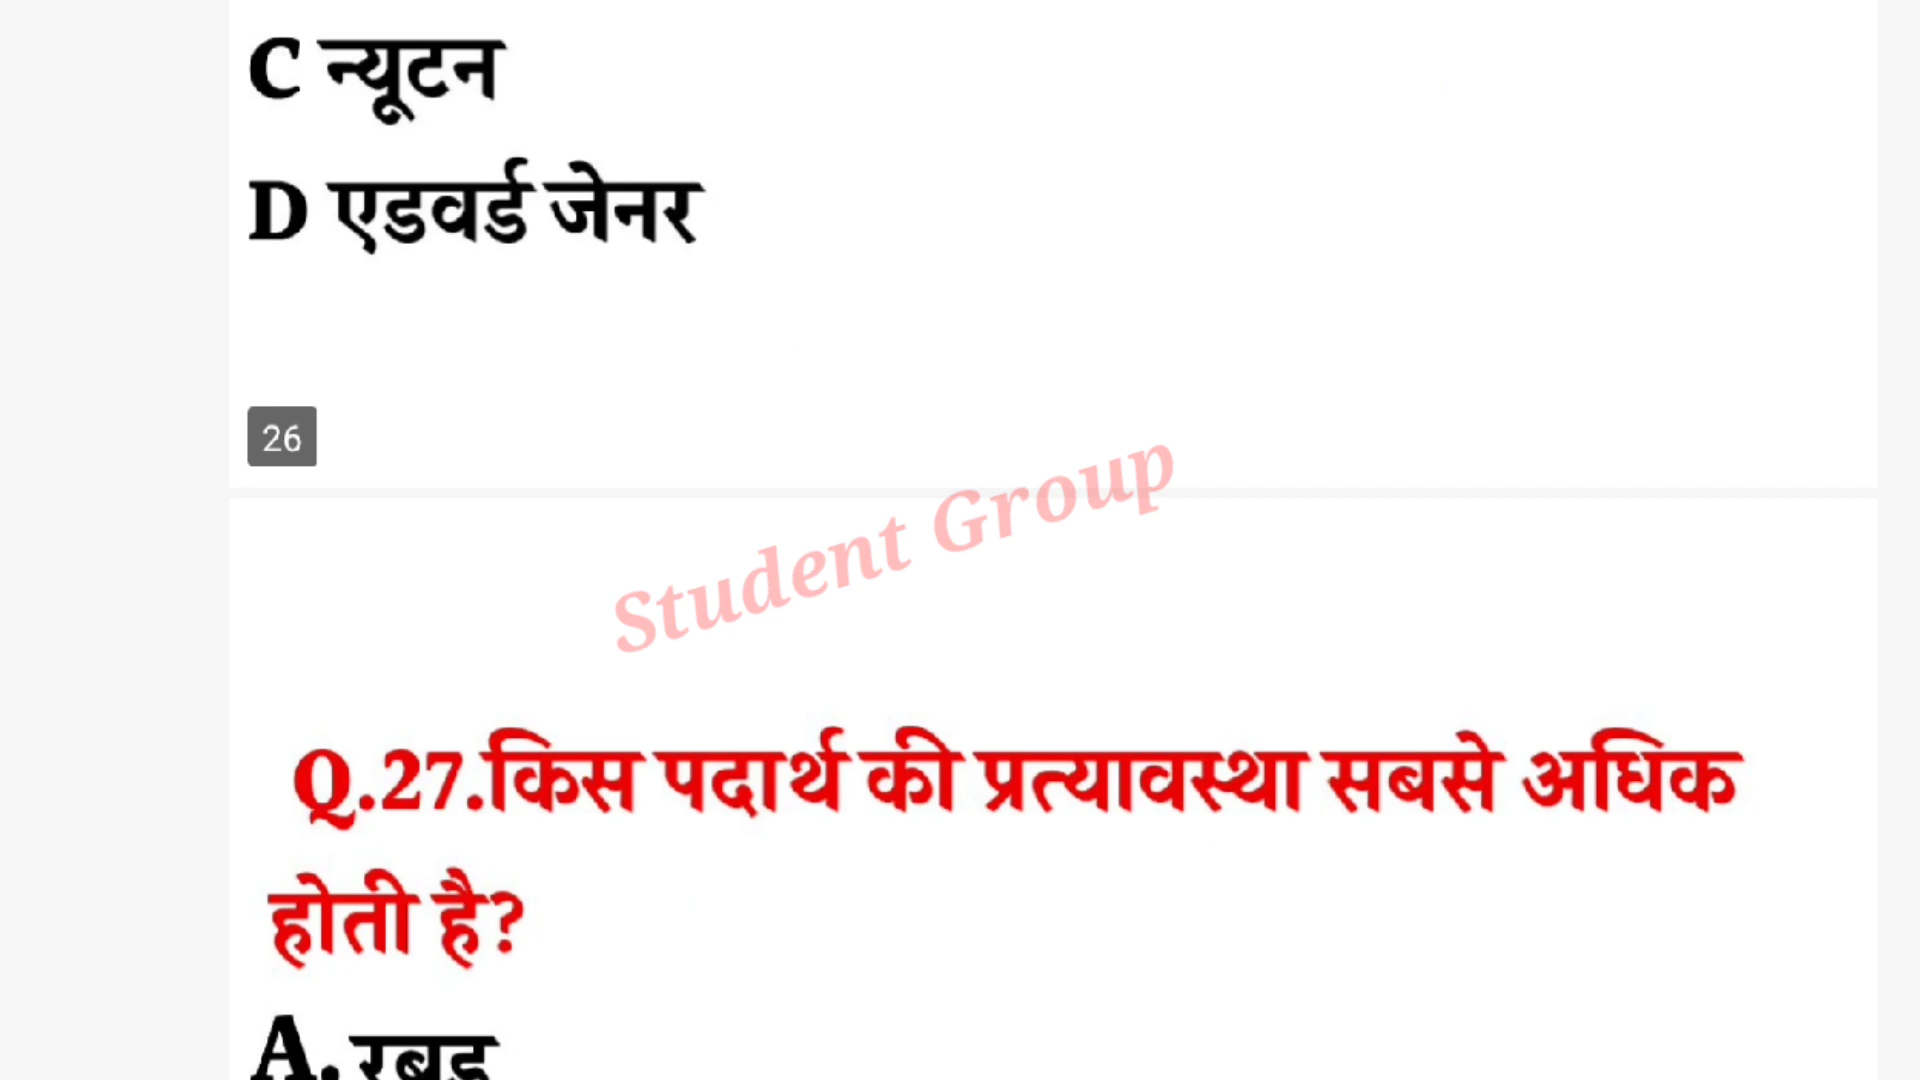 C न्यूटन
D एडवर्ड जेनर
26
Student Group
Q.27.किस पदार्थ की प्रत्यावस्था सबसे अधिक
होती है?
A. रबड़